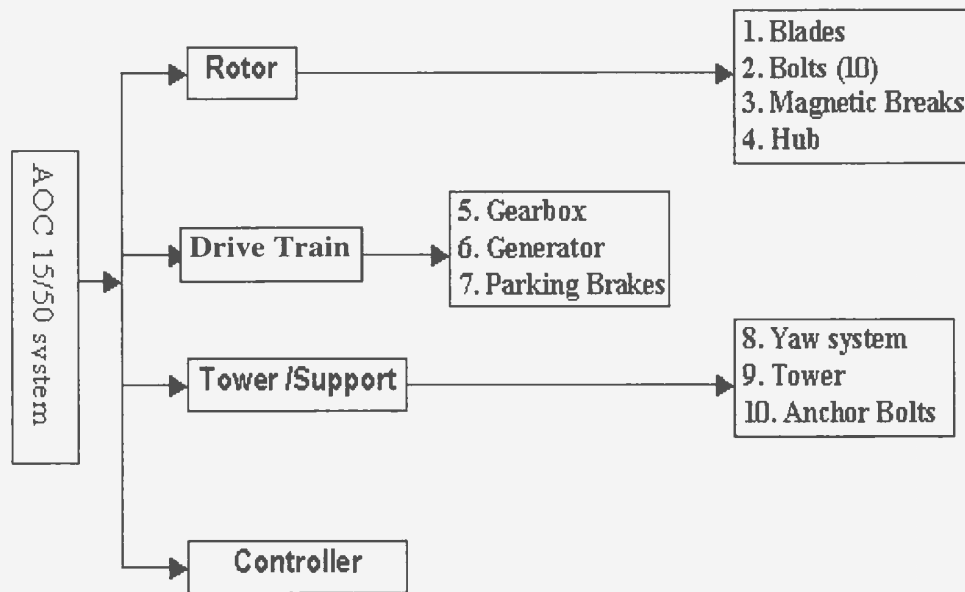 AOC 15/50 system
Rotor
1. Blades
2. Bolts (10)
3. Magnetic Breaks
4. Hub
Drive Train
5. Gearbox
6. Generator
7. Parking Brakes
Tower /Support
8. Yaw system
9. Tower
10. Anchor Bolts
Controller